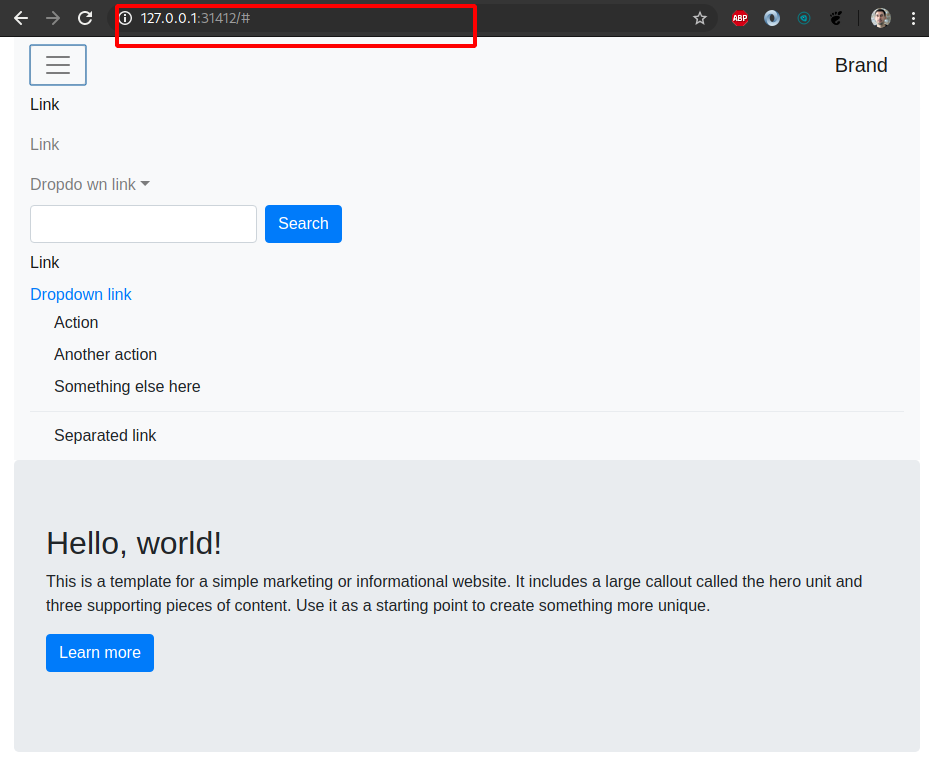 127.0.0.1:31412/#
ABP
Brand
Link
Link
Dropdo wn link
Search
Link
Dropdown link
Action
Another action
Something else here
Separated link
Hello, world!
This is a template for a simple marketing or informational website. It includes a large callout called the hero unit and
three supporting pieces of content. Use it as a starting point to create something more unique.
Learn more